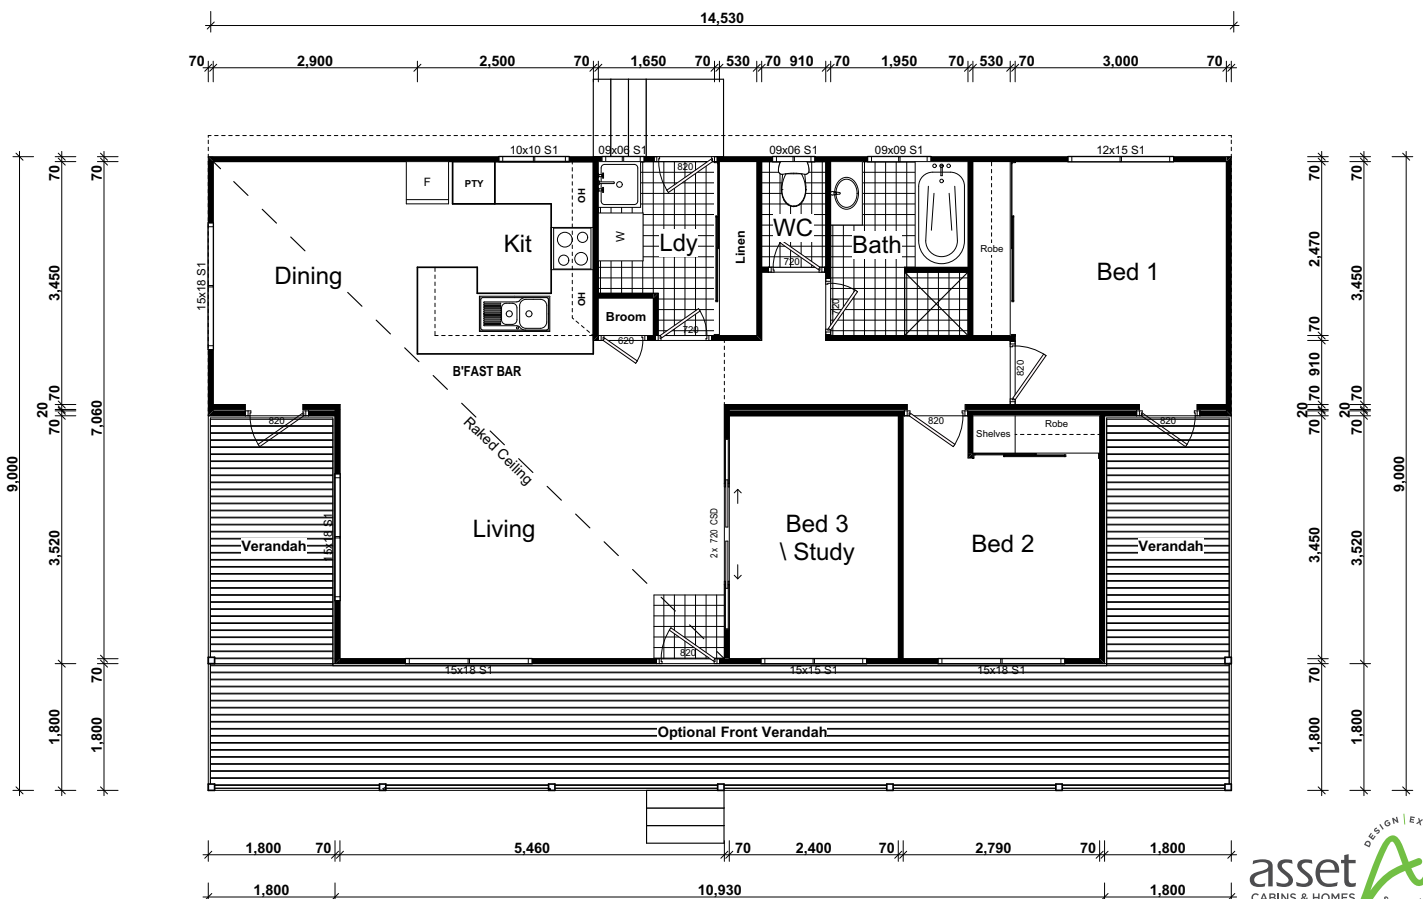 14,530
70 2,900 2,500 70 1,650 70 530 70 910 70 1,950 70 530 70 3,000 70
10x10 S1 09x06 S1 09x06 S1 09x09 S1 12x15 S1
820
F PTY OH
W
Kit Ldy Linen WC Bath Robe Bed 1
Dining
720
15x18 S1
OH
720
Broom
620 720
B'FAST BAR
820
820 820 820
Shelves Robe
Raked Ceiling
Living
15x18 S1
2x 720 CSD
Bed 3
\ Study
Bed 2
Verandah Verandah
820
15x18 S1 15x15 S1 15x18 S1
Optional Front Verandah
9,000
70 3,450 70 20 70 3,520 1,800
70 7,060 70 1,800
70 2,470 70 910 70 20 70 3,450 70 1,800
70 3,450 70 20 70 3,520 1,800
9,000
1,800 70 5,460 70 2,400 70 2,790 70 1,800
1,800 10,930 1,800
DESIGN | EX
asset
CABINS & HOMES